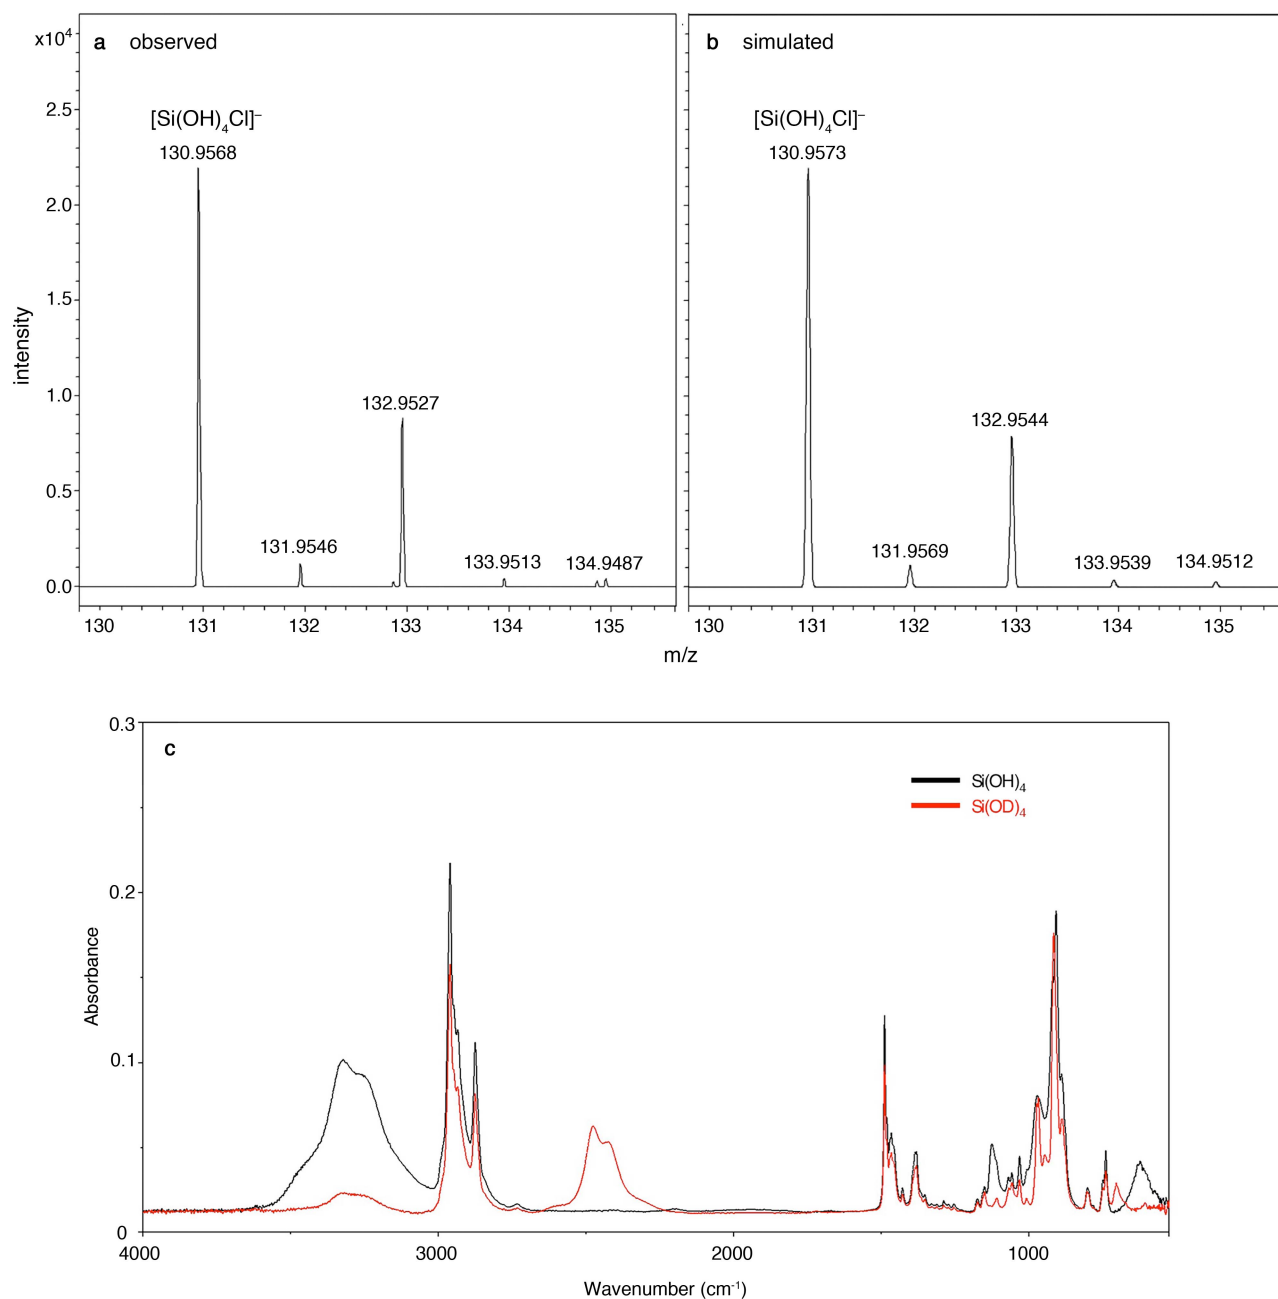 x10⁴
a observed
[Si(OH)₄Cl]⁻
130.9568
2.5
2.0
1.5
1.0
0.5
0.0
intensity
132.9527
131.9546
133.9513
134.9487
130 131 132 133 134 135
b simulated
[Si(OH)₄Cl]⁻
130.9573
132.9544
131.9569
133.9539
134.9512
130 131 132 133 134 135
m/z
c
0.3
0.2
0.1
0
Absorbance
Si(OH)₄
Si(OD)₄
4000 3000 2000 1000
Wavenumber (cm⁻¹)